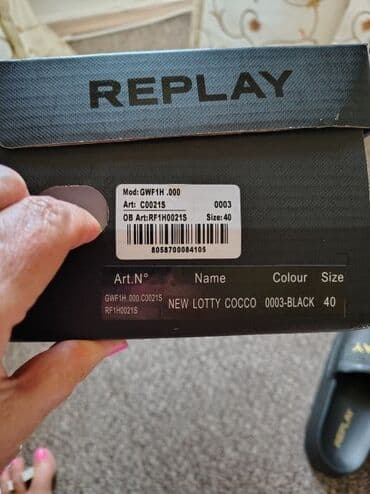 REPLAY
Mod: GWF1H .000
Art: C0021S 0003
OB Art:RF1H0021S Size: 40
8058700084105
Art.N° Name Colour Size
GWF1H .000.C0021S
RF1H0021S NEW LOTTY COCCO 0003-BLACK 40
REPLAY